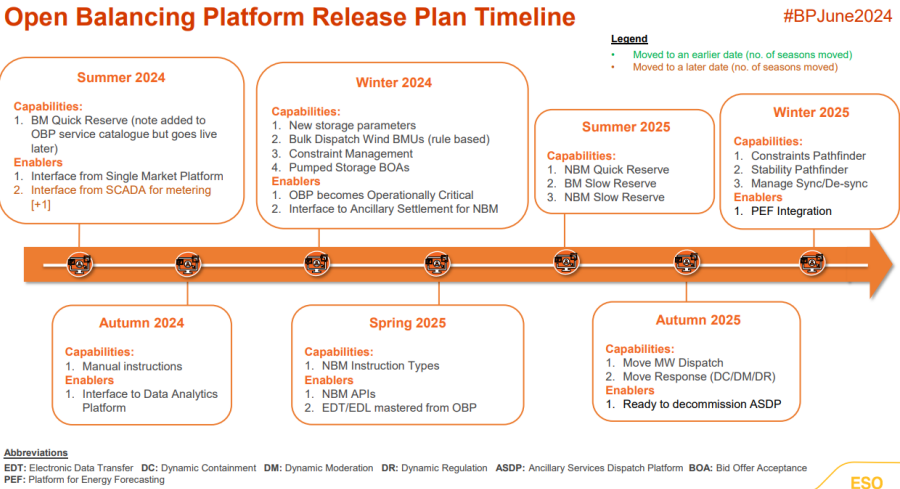 Open Balancing Platform Release Plan Timeline
#BPJune2024
Legend
• Moved to an earlier date (no. of seasons moved)
• Moved to a later date (no. of seasons moved)
Summer 2024
Capabilities:
1. BM Quick Reserve (note added to
OBP service catalogue but goes live
later)
Enablers
1. Interface from Single Market Platform
2. Interface from SCADA for metering
[+1]
Winter 2024
Capabilities:
1. New storage parameters
2. Bulk Dispatch Wind BMUs (rule based)
3. Constraint Management
4. Pumped Storage BOAs
Enablers
1. OBP becomes Operationally Critical
2. Interface to Ancillary Settlement for NBM
Summer 2025
Capabilities:
1. NBM Quick Reserve
2. BM Slow Reserve
3. NBM Slow Reserve
Winter 2025
Capabilities:
1. Constraints Pathfinder
2. Stability Pathfinder
3. Manage Sync/De-sync
Enablers
1. PEF Integration
Autumn 2024
Capabilities:
1. Manual instructions
Enablers
1. Interface to Data Analytics
Platform
Spring 2025
Capabilities:
1. NBM Instruction Types
Enablers
1. NBM APIs
2. EDT/EDL mastered from OBP
Autumn 2025
Capabilities:
1. Move MW Dispatch
2. Move Response (DC/DM/DR)
Enablers
1. Ready to decommission ASDP
Abbreviations
EDT: Electronic Data Transfer DC: Dynamic Containment DM: Dynamic Moderation DR: Dynamic Regulation ASDP: Ancillary Services Dispatch Platform BOA: Bid Offer Acceptance
PEF: Platform for Energy Forecasting
ESO